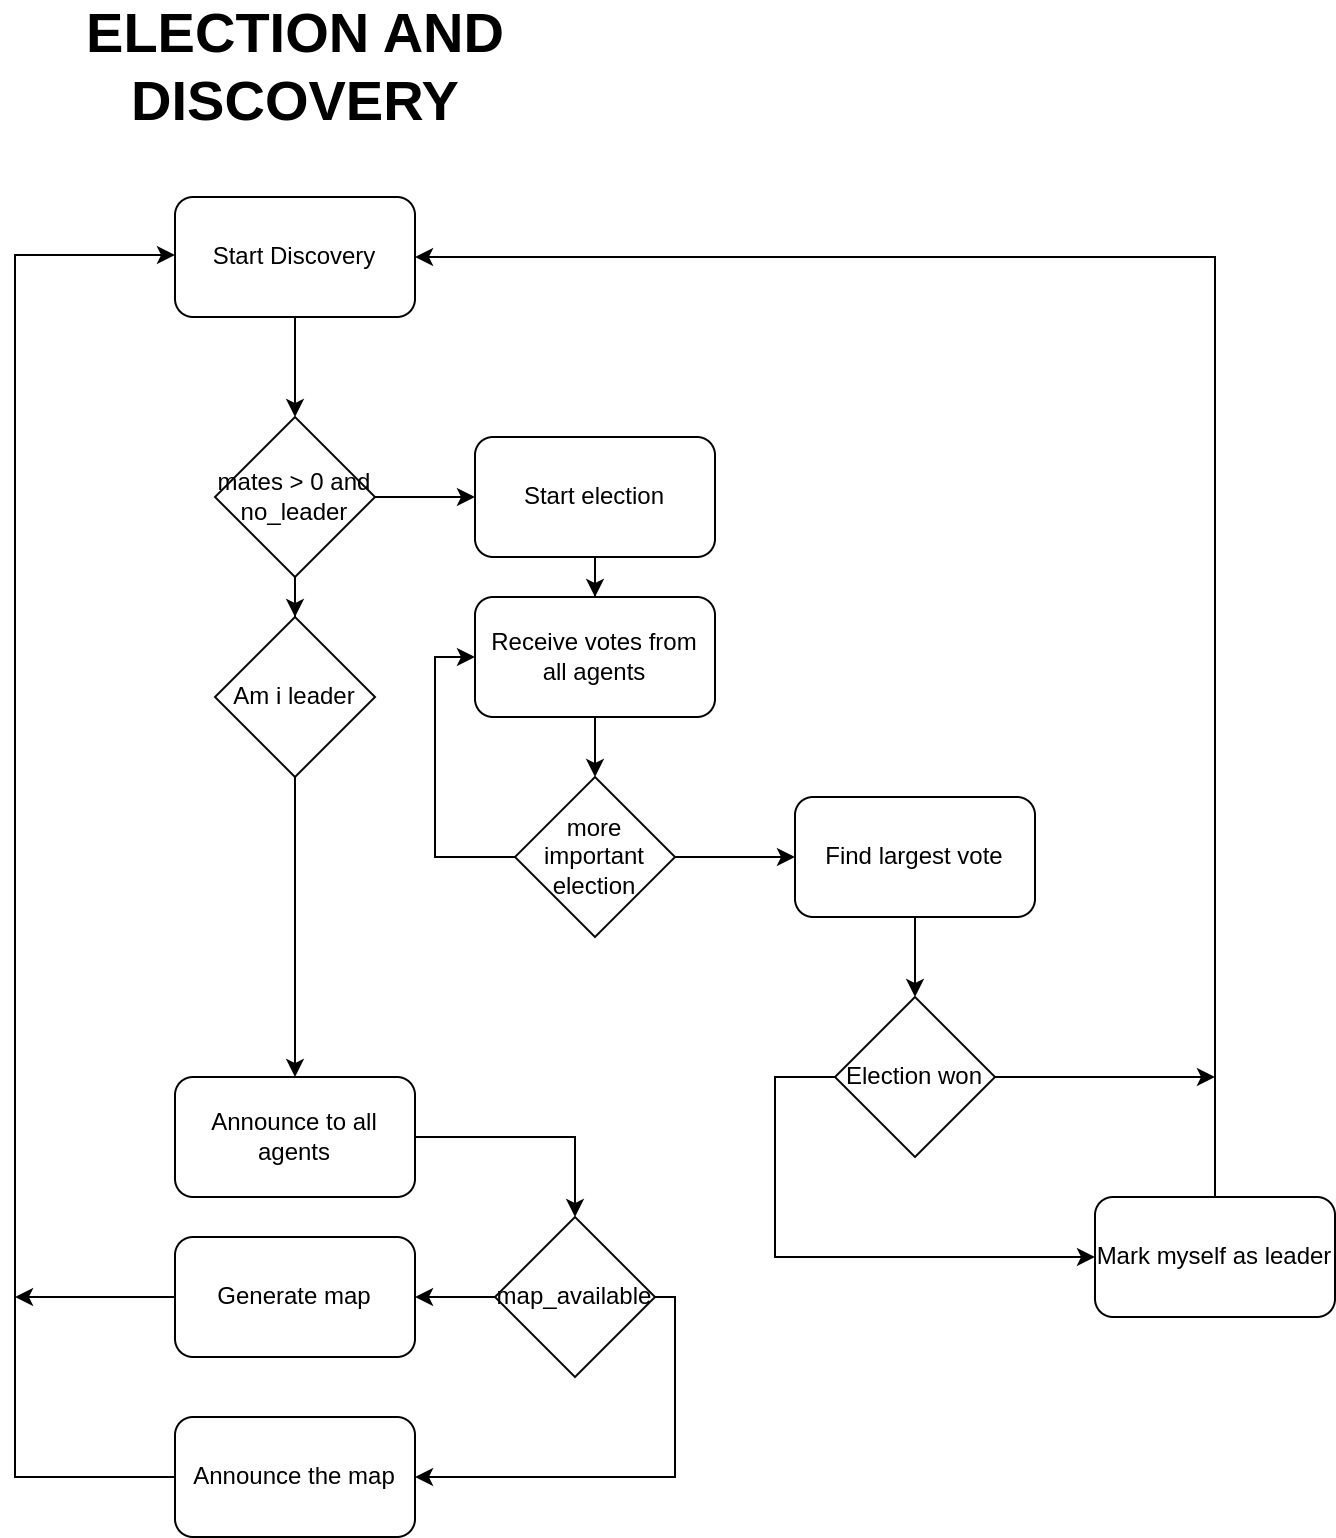 ELECTION AND
DISCOVERY
Start Discovery
mates > 0 and
no_leader
Start election
Am i leader
Receive votes from
all agents
more
important
election
Find largest vote
Election won
Announce to all
agents
Mark myself as leader
Generate map
map_available
Announce the map